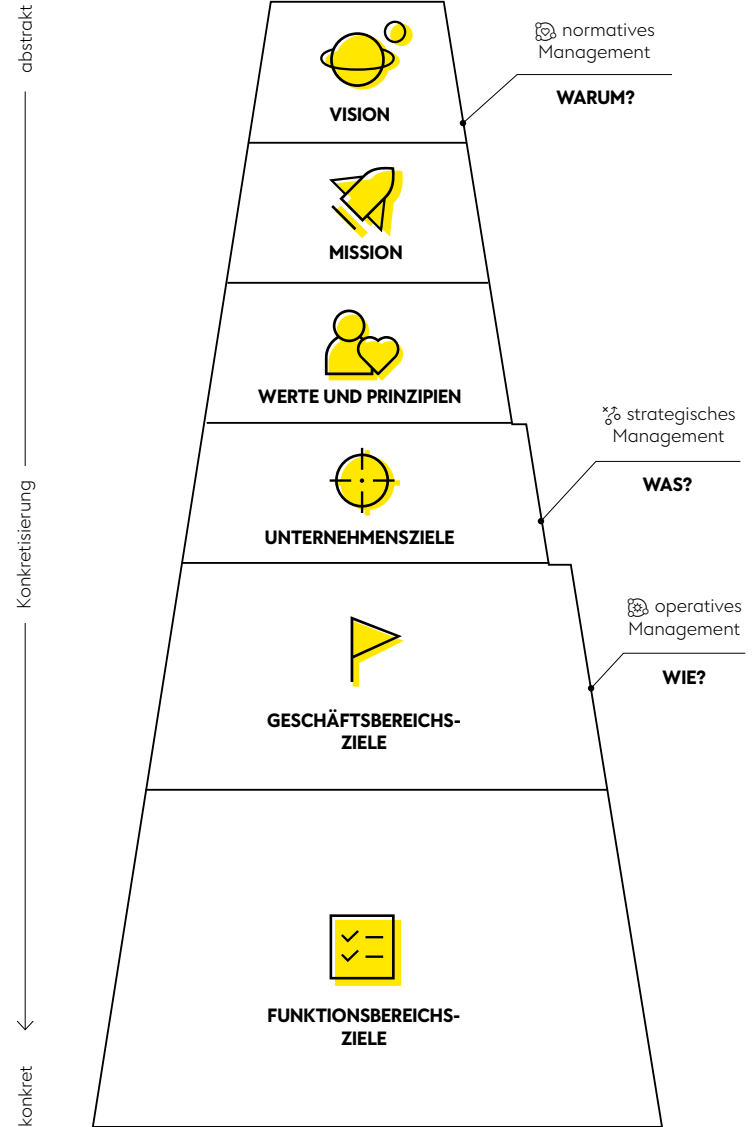 abstrakt
Konkretisierung
konkret
VISION
MISSION
WERTE UND PRINZIPIEN
UNTERNEHMENSZIELE
GESCHÄFTSBEREICHS-
ZIELE
FUNKTIONSBEREICHS-
ZIELE
normatives
Management
WARUM?
strategisches
Management
WAS?
operatives
Management
WIE?